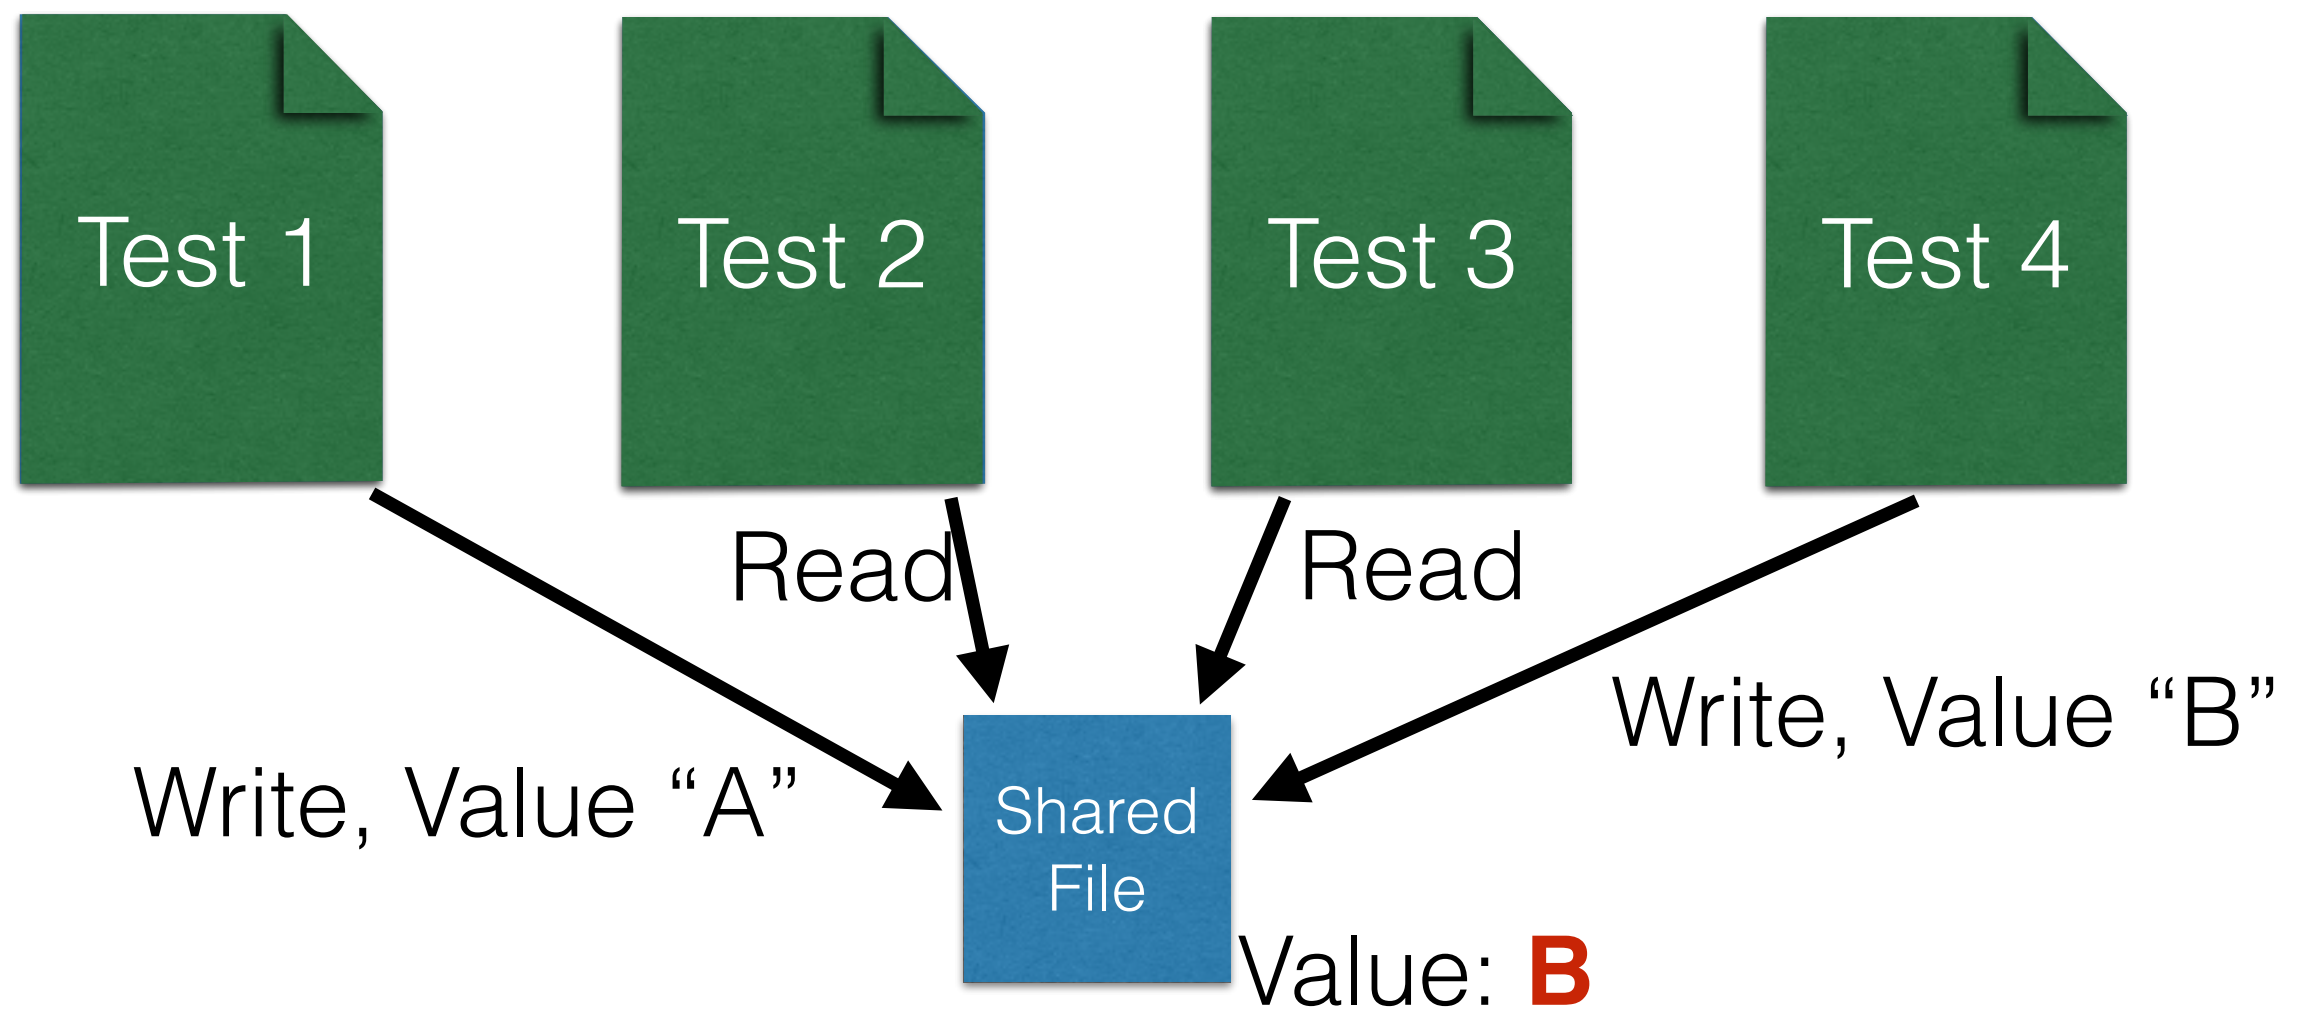 Test 1
Test 2
Test 3
Test 4
Read
Read
Write, Value “A”
Write, Value “B”
Shared
File
Value: B